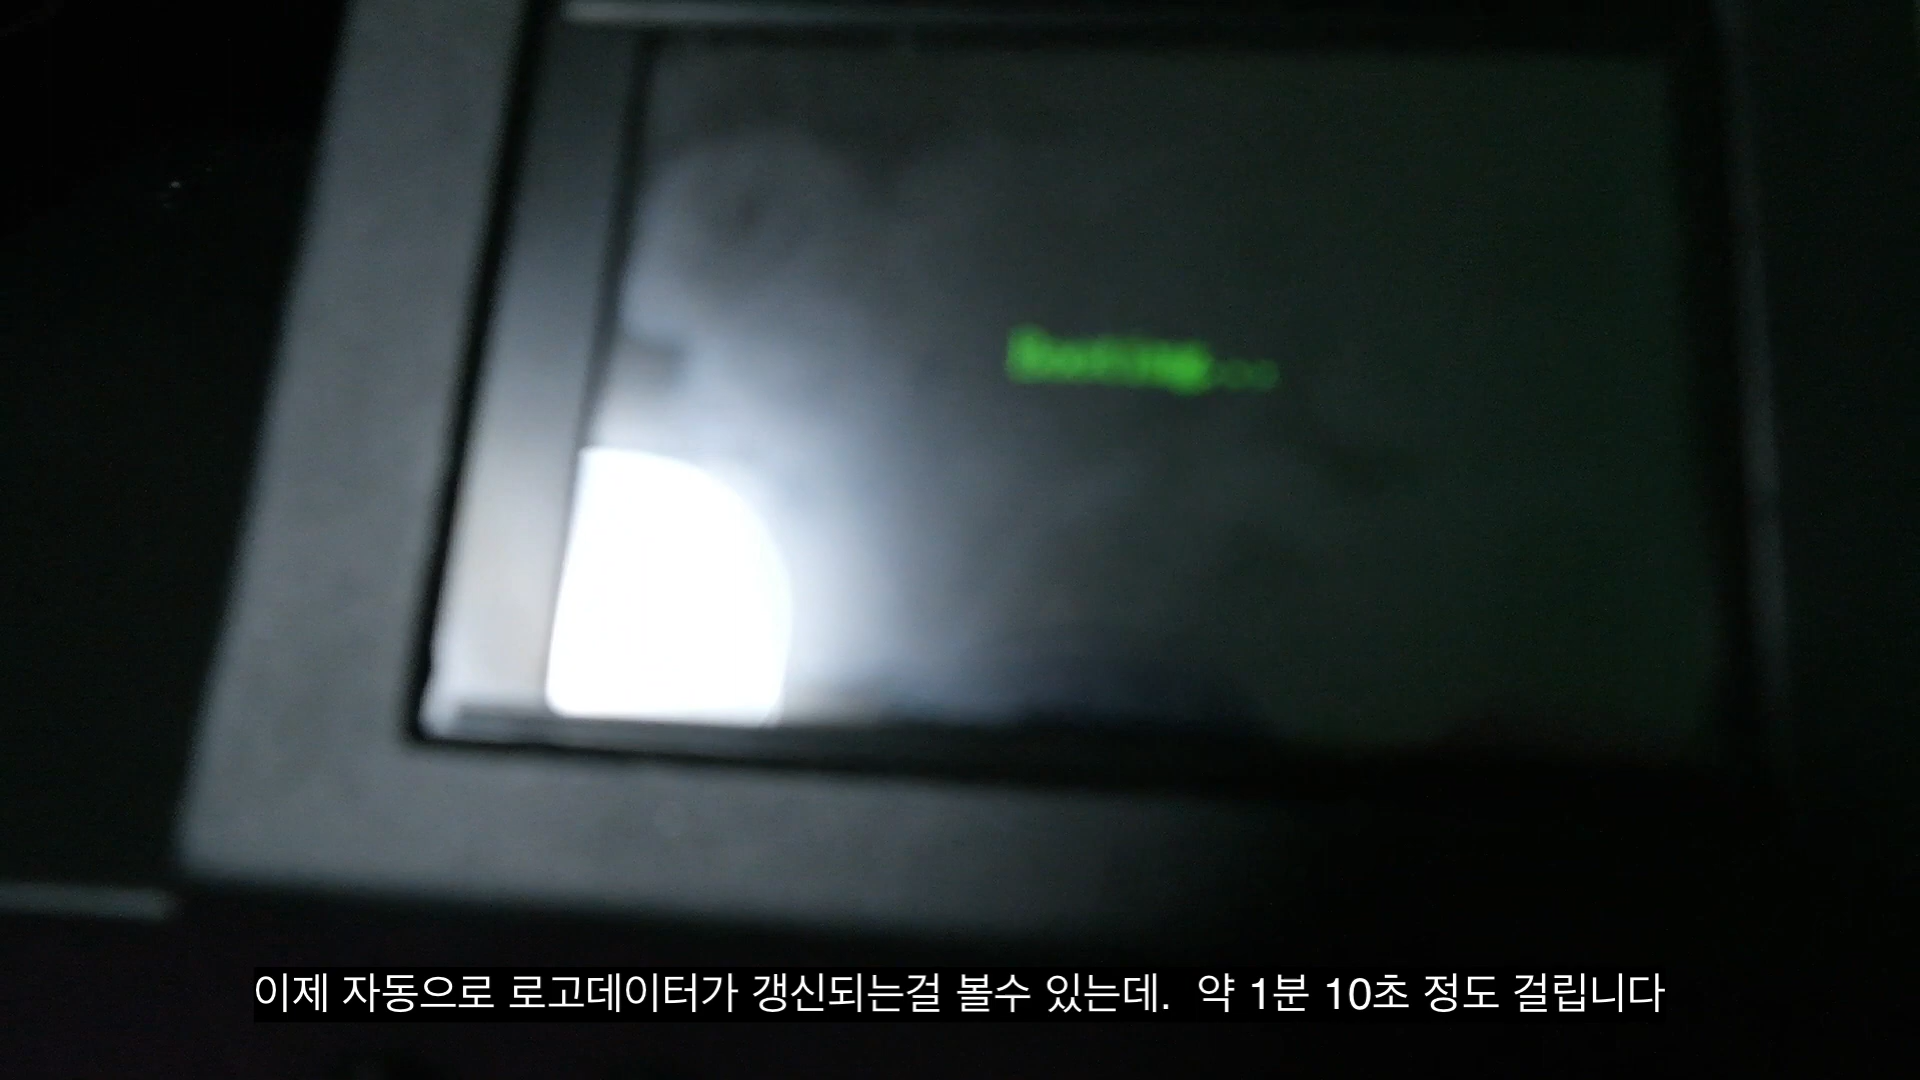 Booting...
이제 자동으로 로고데이터가 갱신되는걸 볼수 있는데.  약 1분 10초 정도 걸립니다